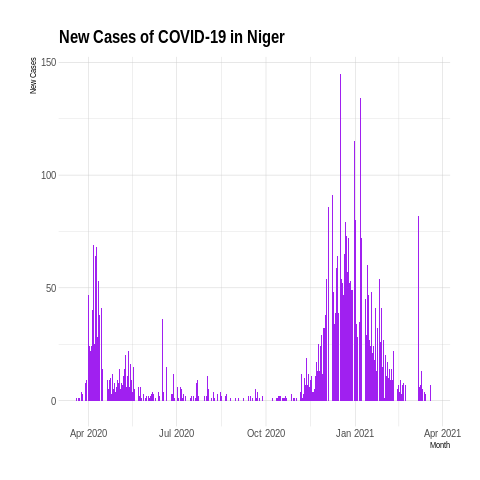 New Cases of COVID-19 in Niger
New Cases
150
100
50
0
Apr 2020
Jul 2020
Oct 2020
Jan 2021
Apr 2021
Month